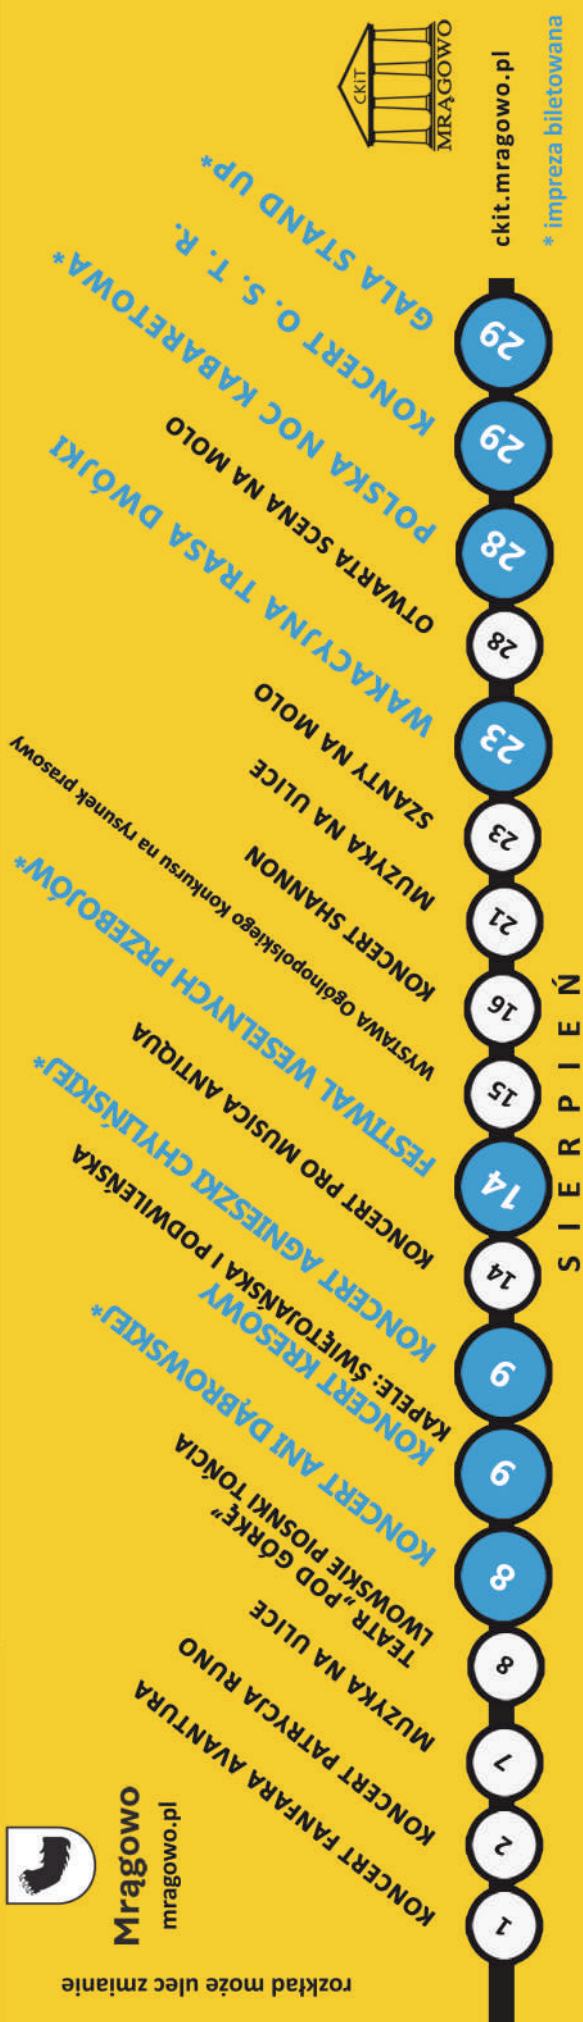 Mrągowo
mragowo.pl
rozkład może ulec zmianie
1
KONCERT FANFARA AVANTURA
2
KONCERT PATRYCJA RUNO
7
MUZYKA NA ULICE
8
TEATR „POD GÓRKĘ”
LWOWSKIE PIOSNKI TOŃCIA
8
KONCERT ANI DĄBROWSKIEJ*
9
KONCERT KRESOWY
KAPELE: ŚWIĘTOJAŃSKA I PODWILEŃSKA
9
KONCERT AGNIESZKI CHYLIŃSKIEJ*
14
KONCERT PRO MUSICA ANTIQUA
14
FESTIWAL WESELNYCH PRZEBOJÓW*
15
WYSTAWA Ogólnopolskiego Konkursu na rysunek prasowy
16
KONCERT SHANNON
21
MUZYKA NA ULICE
23
SZANTY NA MOLO
23
WAKACYJNA TRASA DWÓJKI
28
OTWARTA SCENA NA MOLO
28
POLSKA NOC KABARETOWA*
29
KONCERT O. S. T. R.
29
GALA STAND UP*
SIERPIEŃ
CKiT
MRĄGOWO
ckit.mragowo.pl
* impreza biletowana